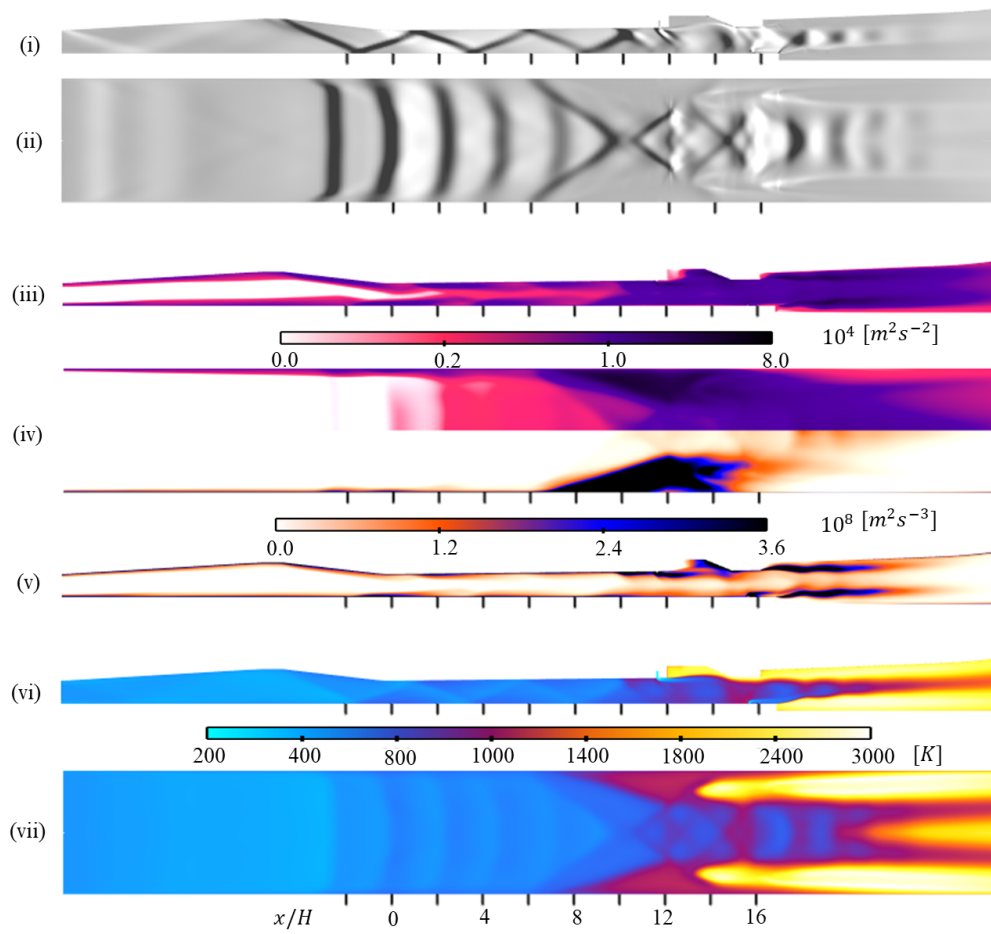 (i)
(ii)
(iii)
10⁴ [m²s⁻²]
0.0 0.2 1.0 8.0
(iv)
10⁸ [m²s⁻³]
0.0 1.2 2.4 3.6
(v)
(vi)
200 400 800 1000 1400 1800 2400 3000 [K]
(vii)
x/H 0 4 8 12 16